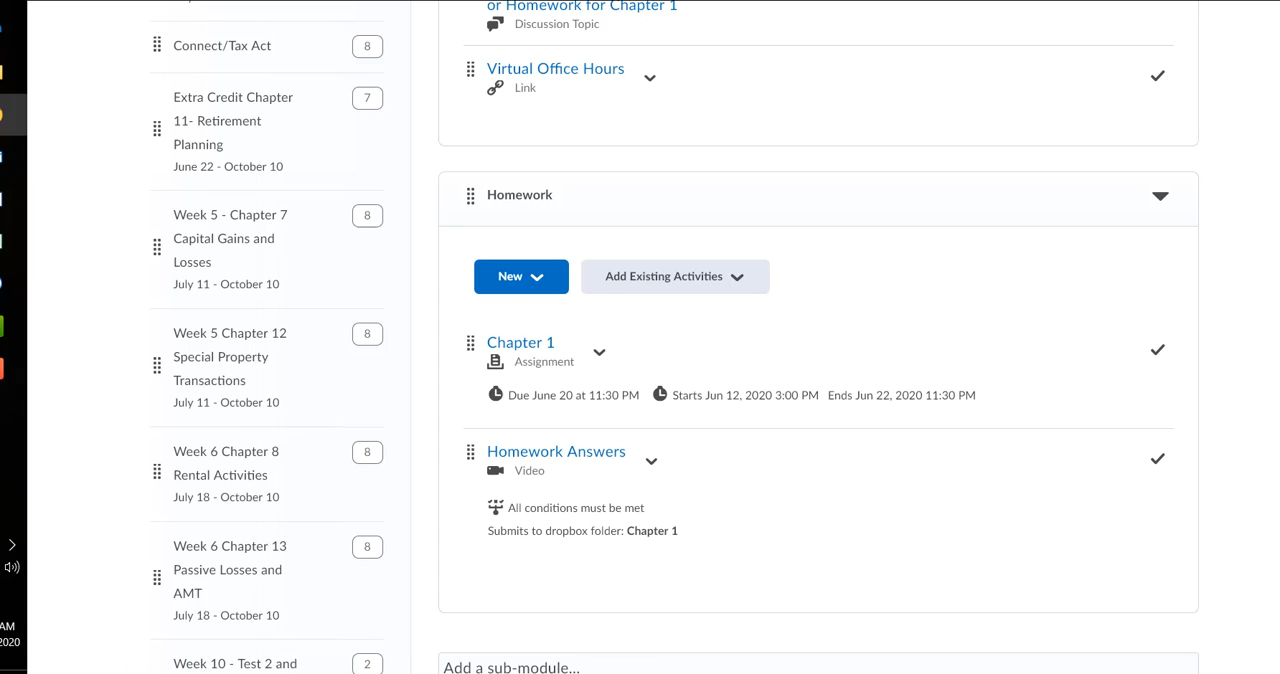 or Homework for Chapter 1
Discussion Topic
Virtual Office Hours
Link
Connect/Tax Act
8
Extra Credit Chapter
7
11- Retirement
Planning
June 22 - October 10
Week 5 - Chapter 7
8
Capital Gains and
Losses
July 11 - October 10
Week 5 Chapter 12
8
Special Property
Transactions
July 11 - October 10
Week 6 Chapter 8
8
Rental Activities
July 18 - October 10
Week 6 Chapter 13
8
Passive Losses and
AMT
July 18 - October 10
Week 10 - Test 2 and
2
Homework
New
Add Existing Activities
Chapter 1
Assignment
Due June 20 at 11:30 PM Starts Jun 12, 2020 3:00 PM Ends Jun 22, 2020 11:30 PM
Homework Answers
Video
All conditions must be met
Submits to dropbox folder: Chapter 1
Add a sub-module...
AM
2020